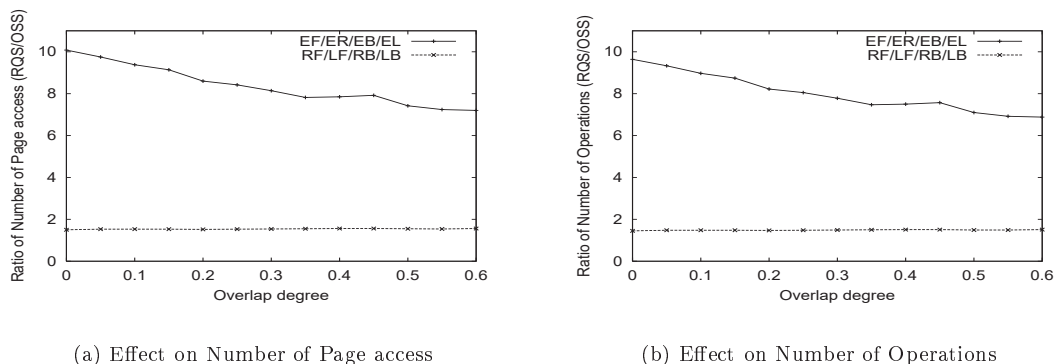 Ratio of Number of Page access (RQS/OSS)
10
8
6
4
2
0
0 0.1 0.2 0.3 0.4 0.5 0.6
Overlap degree
EF/ER/EB/EL
RF/LF/RB/LB
(a) Effect on Number of Page access
Ratio of Number of Operations (RQS/OSS)
10
8
6
4
2
0
0 0.1 0.2 0.3 0.4 0.5 0.6
Overlap degree
EF/ER/EB/EL
RF/LF/RB/LB
(b) Effect on Number of Operations